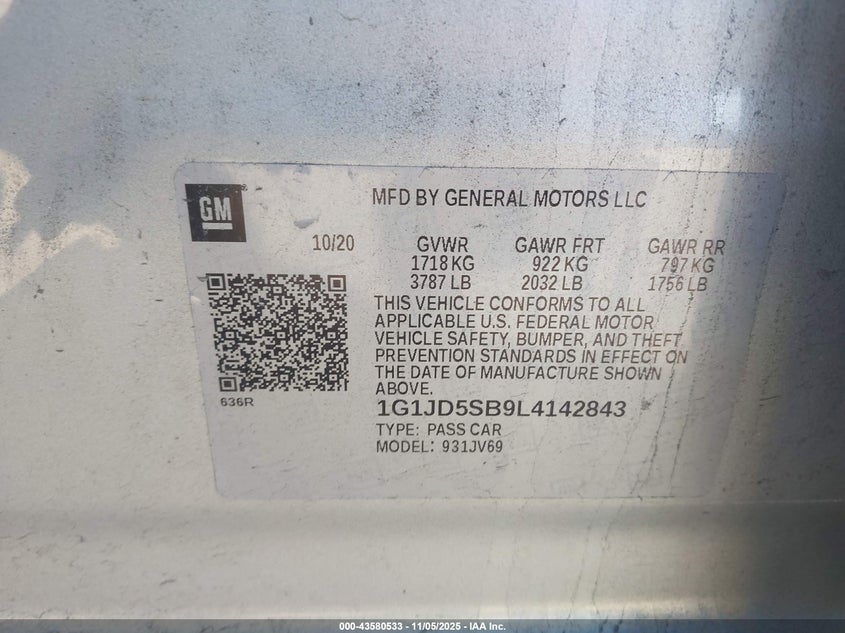 GM
MFD BY GENERAL MOTORS LLC
10/20 GVWR GAWR FRT GAWR RR
1718 KG 922 KG 797 KG
3787 LB 2032 LB 1756 LB
THIS VEHICLE CONFORMS TO ALL
APPLICABLE U.S. FEDERAL MOTOR
VEHICLE SAFETY, BUMPER, AND THEFT
PREVENTION STANDARDS IN EFFECT ON
THE DATE OF MANUFACTURE SHOWN
ABOVE.
636R
1G1JD5SB9L4142843
TYPE: PASS CAR
MODEL: 931JV69
000-43580533 - 11/05/2025 - IAA Inc.